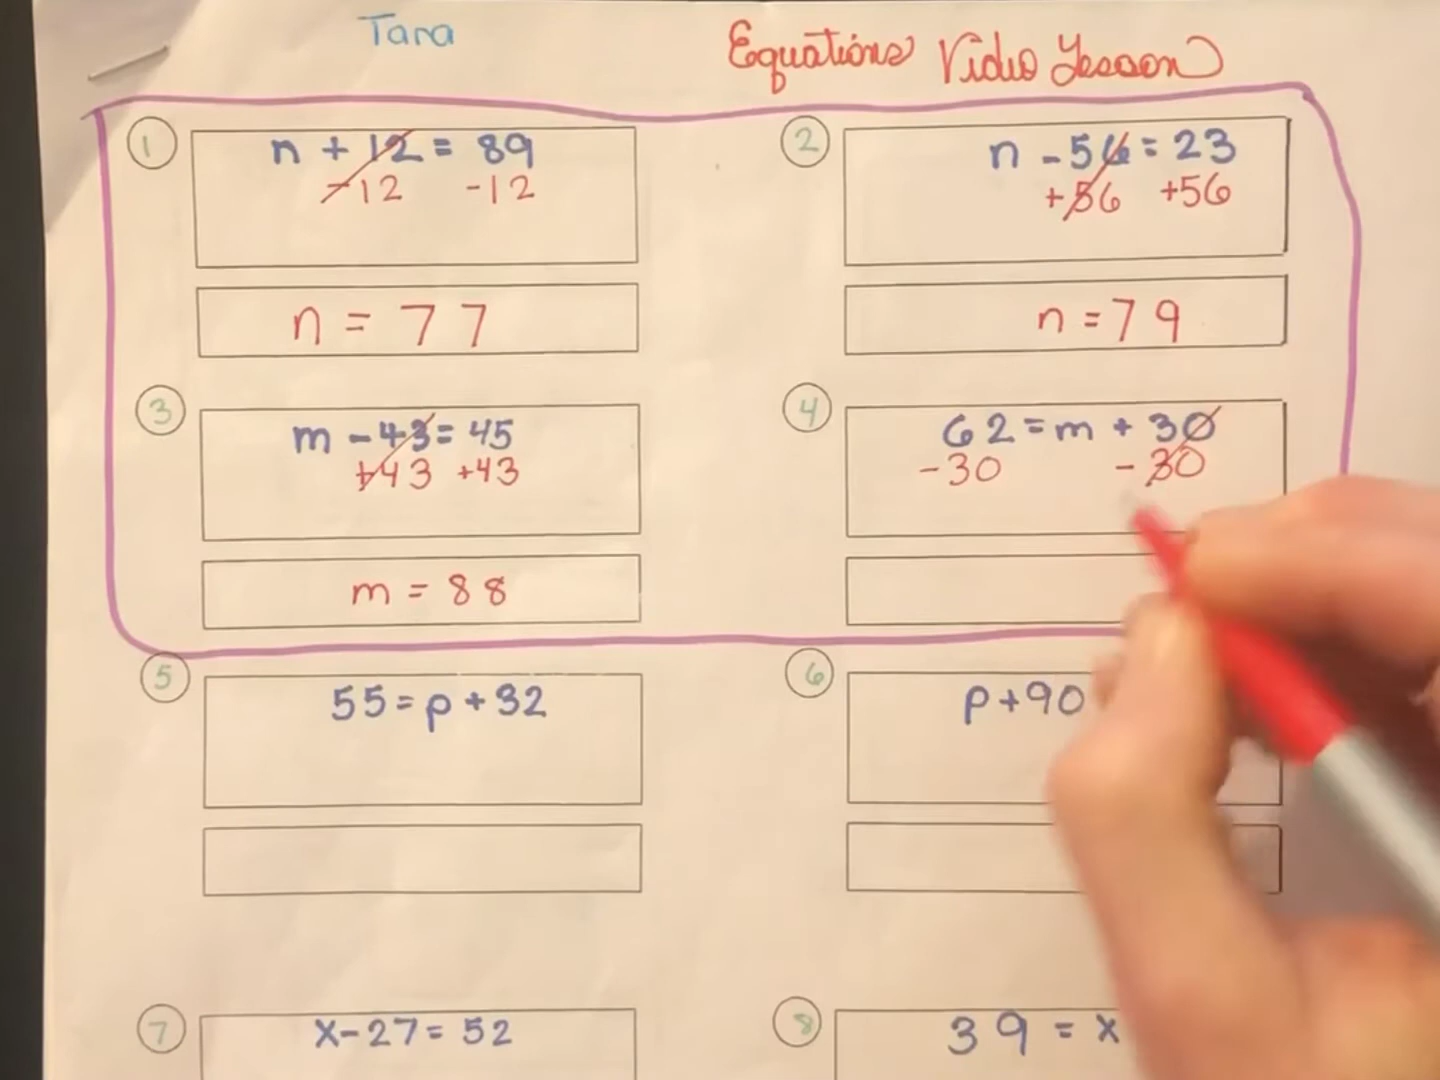 Tara
Equations Video Lesson
1
n + 12 = 89
-12 -12
n = 77
2
n - 56 = 23
+56 +56
n = 79
3
m - 43 = 45
+43 +43
m = 88
4
62 = m + 30
-30 -30
5
55 = p + 32
6
p + 90
7
x - 27 = 52
8
39 = x